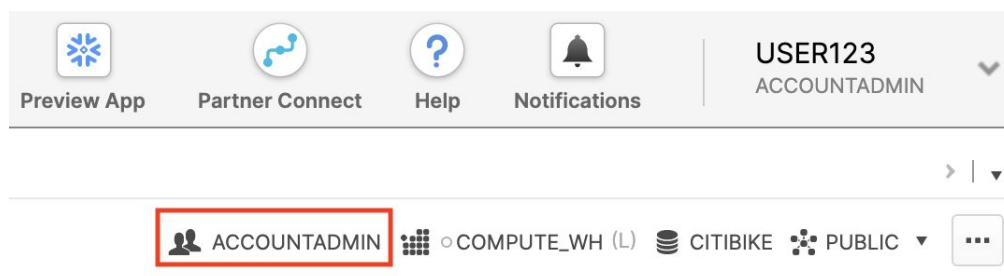 USER123
ACCOUNTADMIN
Preview App Partner Connect Help Notifications
ACCOUNTADMIN COMPUTE_WH (L) CITIBIKE PUBLIC